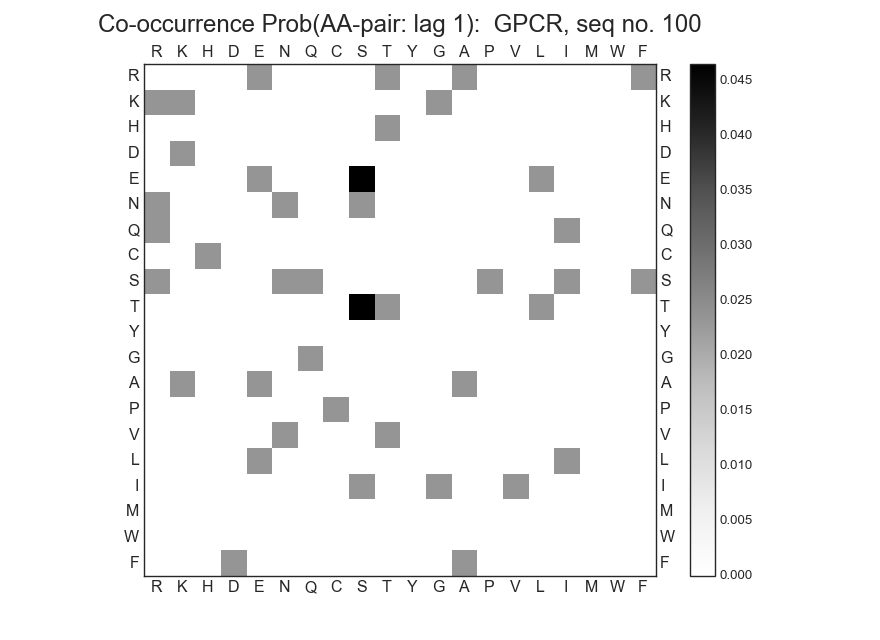 Co-occurrence Prob(AA-pair: lag 1):  GPCR, seq no. 100
R K H D E N Q C S T Y G A P V L I M W F
R R
K K
H H
D D
E E
N N
Q Q
C C
S S
T T
Y Y
G G
A A
P P
V V
L L
I I
M M
W W
F F
R K H D E N Q C S T Y G A P V L I M W F
0.045
0.040
0.035
0.030
0.025
0.020
0.015
0.010
0.005
0.000